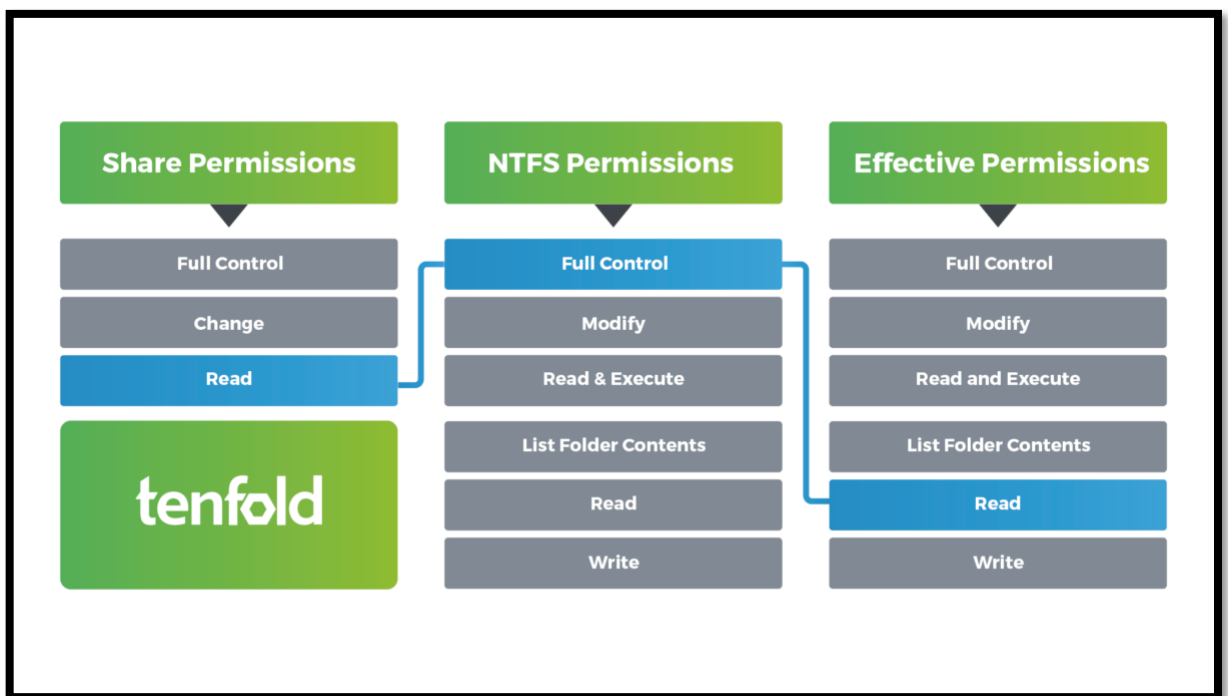 Share Permissions
Full Control
Change
Read
tenfold
NTFS Permissions
Full Control
Modify
Read & Execute
List Folder Contents
Read
Write
Effective Permissions
Full Control
Modify
Read and Execute
List Folder Contents
Read
Write